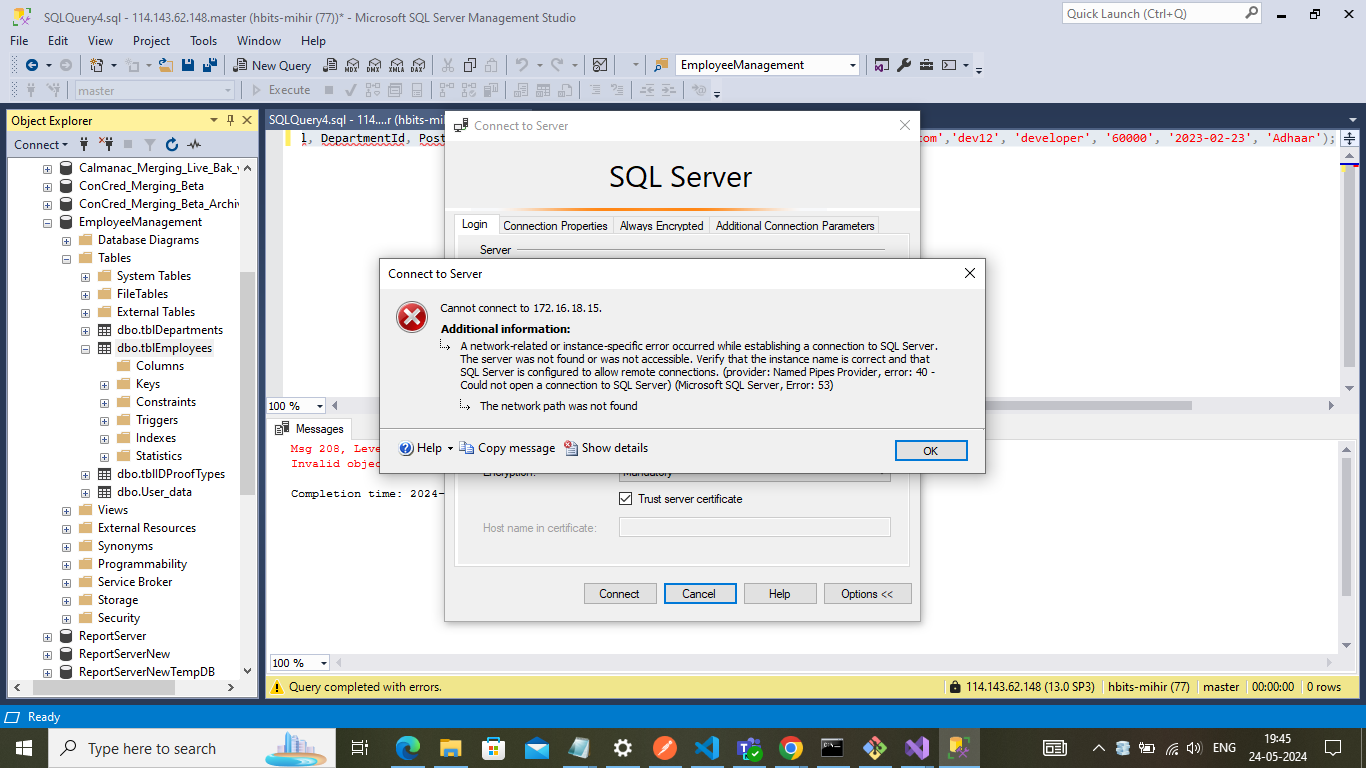 SQLQuery4.sql - 114.143.62.148.master (hbits-mihir (77))* - Microsoft SQL Server Management Studio
Quick Launch (Ctrl+Q)
File Edit View Project Tools Window Help
New Query
MDX DMX XMLA DAX
EmployeeManagement
master
Execute
Object Explorer
Connect
Calmanac_Merging_Live_Bak_
ConCred_Merging_Beta
ConCred_Merging_Beta_Archiv
EmployeeManagement
Database Diagrams
Tables
System Tables
FileTables
External Tables
dbo.tblDepartments
dbo.tblEmployees
Columns
Keys
Constraints
Triggers
Indexes
Statistics
dbo.tblIDProofTypes
dbo.User_data
Views
External Resources
Synonyms
Programmability
Service Broker
Storage
Security
ReportServer
ReportServerNew
ReportServerNewTempDB
SQLQuery4.sql - 114....r (hbits-mi
l, DepartmentId, Post
om','dev12', 'developer', '60000', '2023-02-23', 'Adhaar');
100 %
Messages
Msg 208, Leve
Invalid objec
Completion time: 2024-
100 %
Connect to Server
SQL Server
Login Connection Properties Always Encrypted Additional Connection Parameters
Server
Connect to Server
Cannot connect to 172.16.18.15.
Additional information:
A network-related or instance-specific error occurred while establishing a connection to SQL Server.
The server was not found or was not accessible. Verify that the instance name is correct and that
SQL Server is configured to allow remote connections. (provider: Named Pipes Provider, error: 40 -
Could not open a connection to SQL Server) (Microsoft SQL Server, Error: 53)
The network path was not found
Help Copy message Show details OK
Encryption: Mandatory
Trust server certificate
Host name in certificate:
Connect Cancel Help Options <<
Query completed with errors. 114.143.62.148 (13.0 SP3) hbits-mihir (77) master 00:00:00 0 rows
Ready
Type here to search
ENG
19:45
24-05-2024